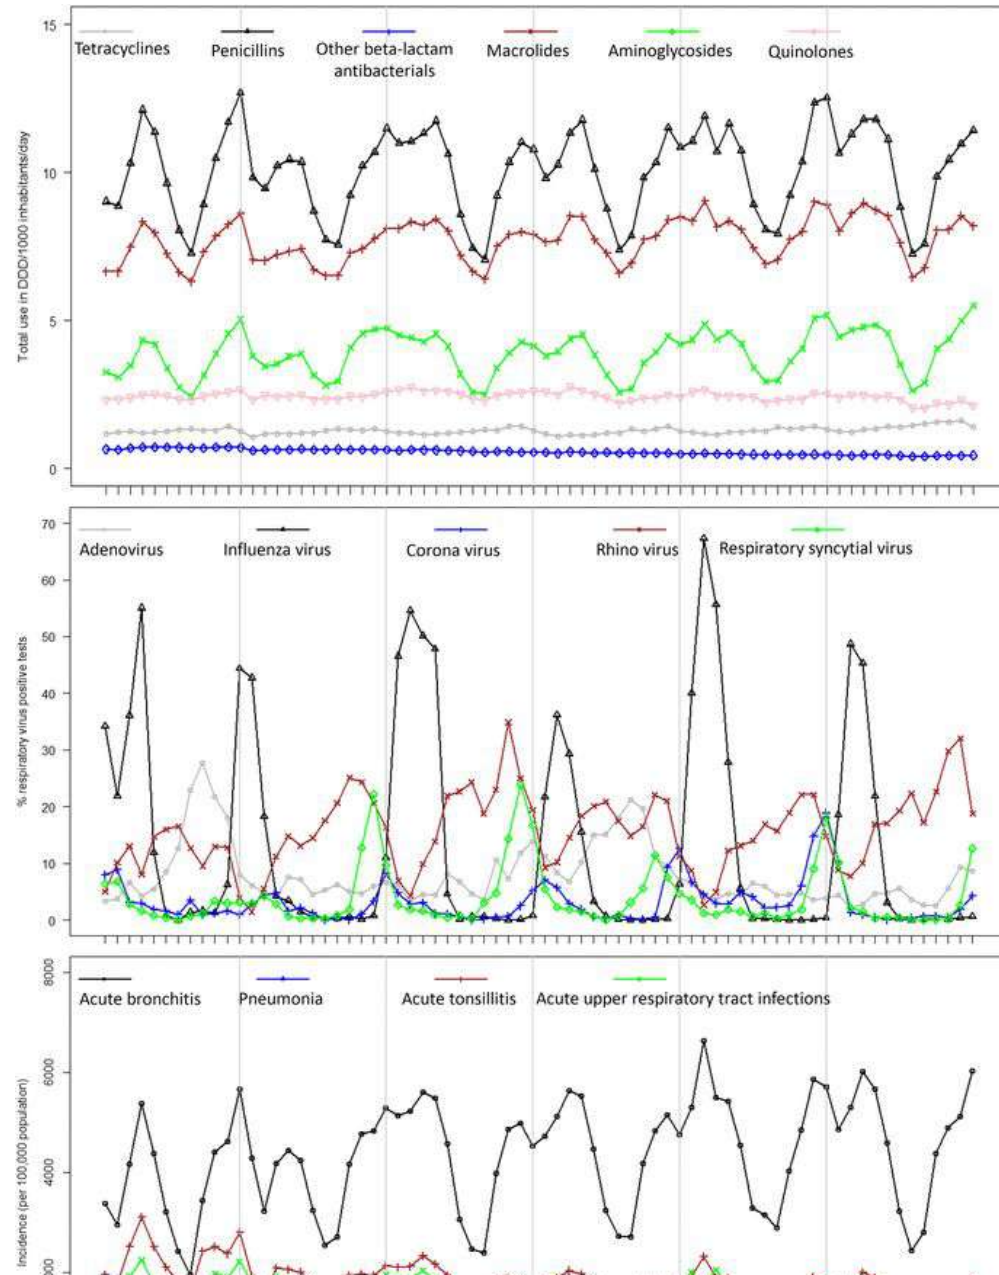 15
Tetracyclines Penicillins Other beta-lactam Macrolides Aminoglycosides Quinolones
antibacterials
Total use in DDD/1000 inhabitants/day
10
5
0
70
Adenovirus Influenza virus Corona virus Rhino virus Respiratory syncytial virus
60
50
% respiratory virus positive tests
40
30
20
10
0
8000
Acute bronchitis Pneumonia Acute tonsillitis Acute upper respiratory tract infections
6000
Incidence (per 100,000 population)
4000